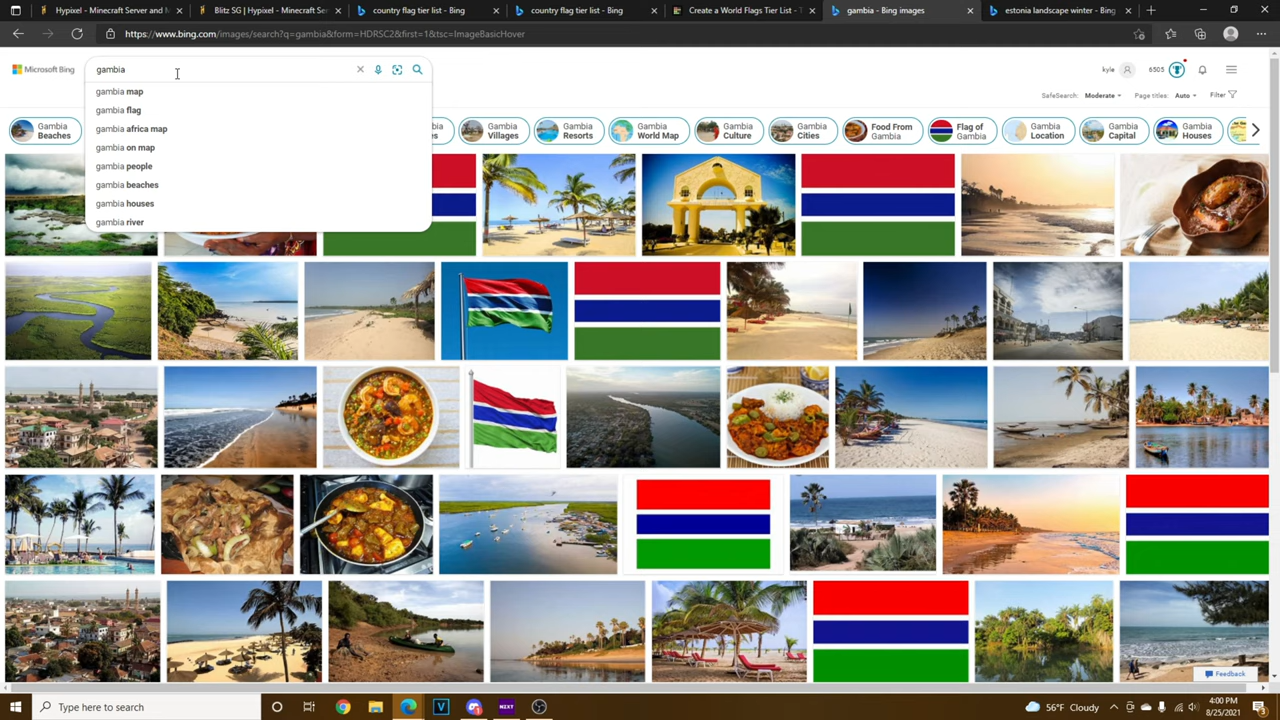 Hypixel - Minecraft Server and M
Blitz SG | Hypixel - Minecraft Se
country flag tier list - Bing
country flag tier list - Bing
Create a World Flags Tier List - T
gambia - Bing images
estonia landscape winter - Bing
https://www.bing.com/images/search?q=gambia&form=HDRSC2&first=1&tsc=ImageBasicHover
Microsoft Bing
gambia
kyle
6505
SafeSearch: Moderate
Page titles: Auto
Filter
gambia map
gambia flag
gambia africa map
gambia on map
gambia people
gambia beaches
gambia houses
gambia river
Gambia Beaches
Gambia Villages
Gambia Resorts
Gambia World Map
Gambia Culture
Gambia Cities
Food From Gambia
Flag of Gambia
Gambia Location
Gambia Capital
Gambia Houses
Feedback
Type here to search
NZXT
56°F Cloudy
4:00 PM
8/25/2021